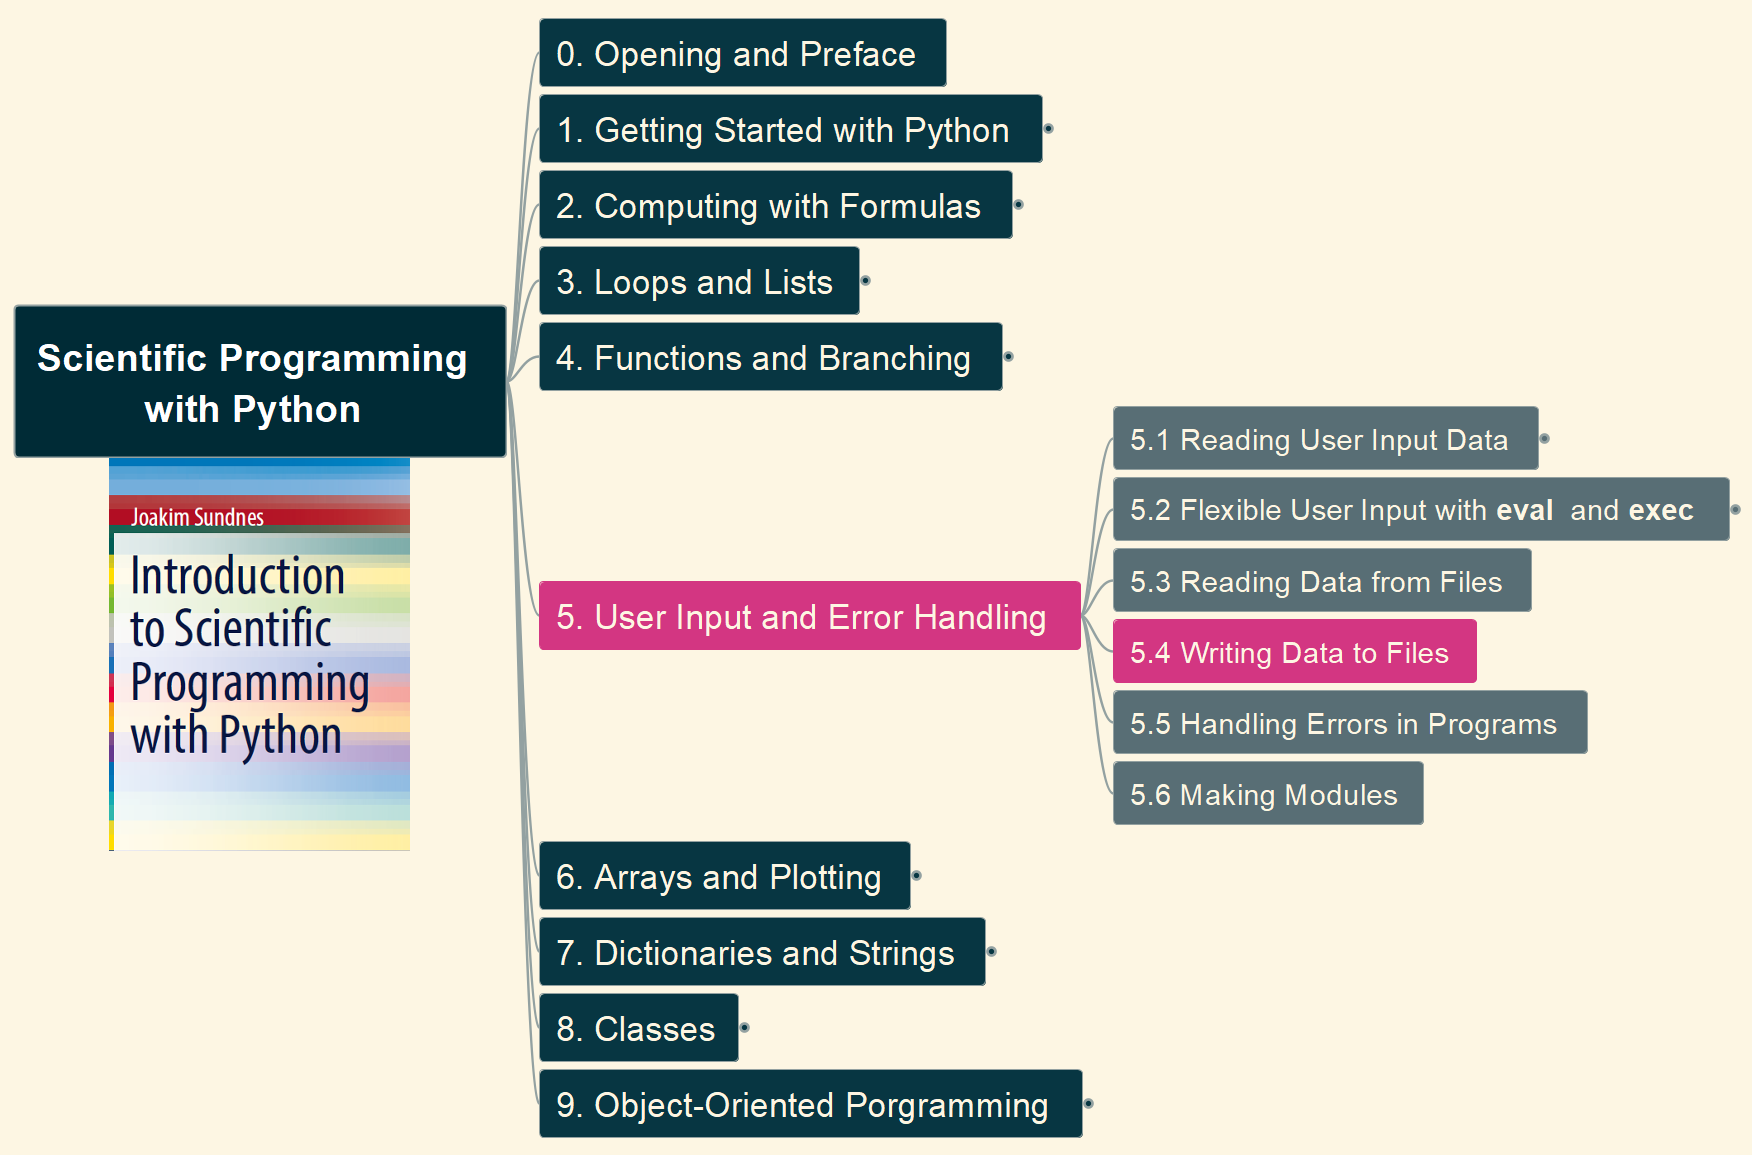 Scientific Programming
with Python
Joakim Sundnes
Introduction
to Scientific
Programming
with Python
0. Opening and Preface
1. Getting Started with Python
2. Computing with Formulas
3. Loops and Lists
4. Functions and Branching
5. User Input and Error Handling
5.1 Reading User Input Data
5.2 Flexible User Input with eval and exec
5.3 Reading Data from Files
5.4 Writing Data to Files
5.5 Handling Errors in Programs
5.6 Making Modules
6. Arrays and Plotting
7. Dictionaries and Strings
8. Classes
9. Object-Oriented Porgramming